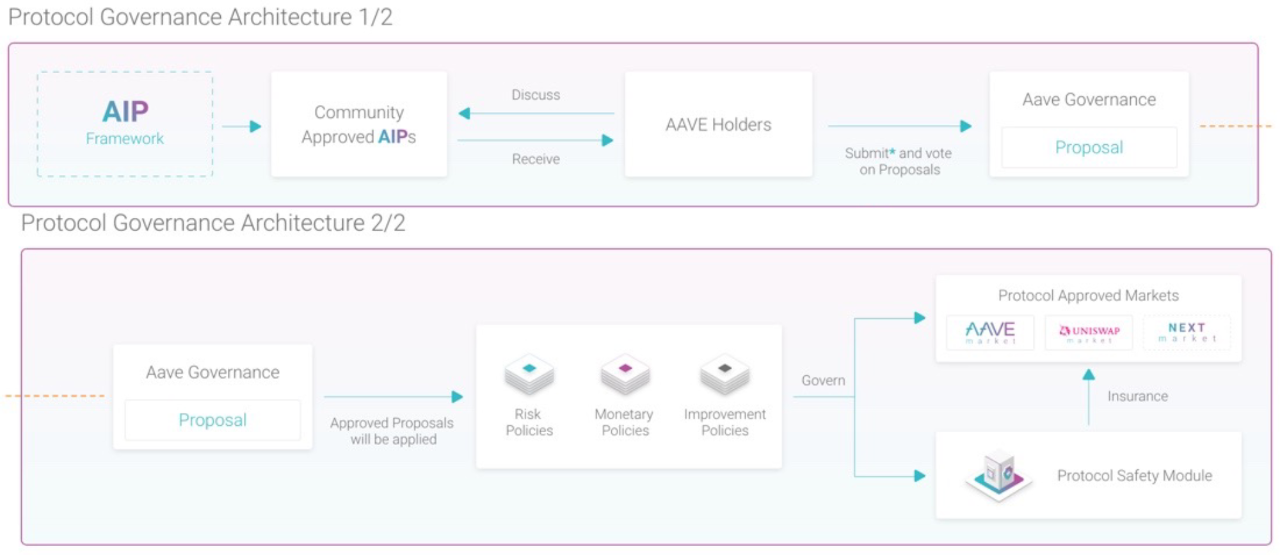 Protocol Governance Architecture 1/2
AIP
Framework
Community
Approved AIPs
Discuss
Receive
AAVE Holders
Submit* and vote
on Proposals
Aave Governance
Proposal
Protocol Governance Architecture 2/2
Aave Governance
Proposal
Approved Proposals
will be applied
Risk
Policies
Monetary
Policies
Improvement
Policies
Govern
Protocol Approved Markets
AAVE
market
UNISWAP
market
NEXT
market
Insurance
Protocol Safety Module